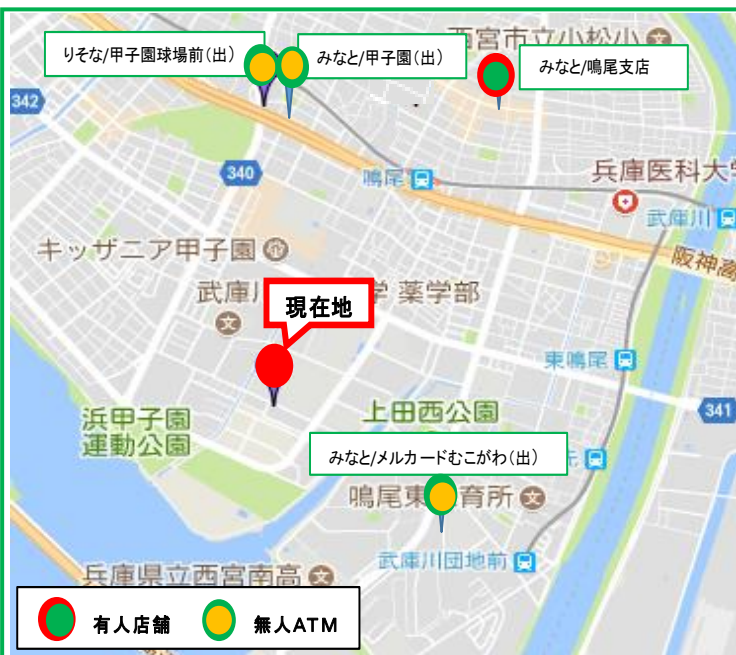 西宮市立小松小
りそな/甲子園球場前(出)
みなと/甲子園(出)
みなと/鳴尾支店
342
340
鳴尾
兵庫医科大学
武庫川
キッザニア甲子園
阪神高
武庫川
学 薬学部
現在地
東鳴尾
341
浜甲子園
運動公園
上田西公園
みなと/メルカードむこがわ(出)
先
鳴尾東
育所
武庫川団地前
兵庫県立西宮南高
有人店舗
無人ATM